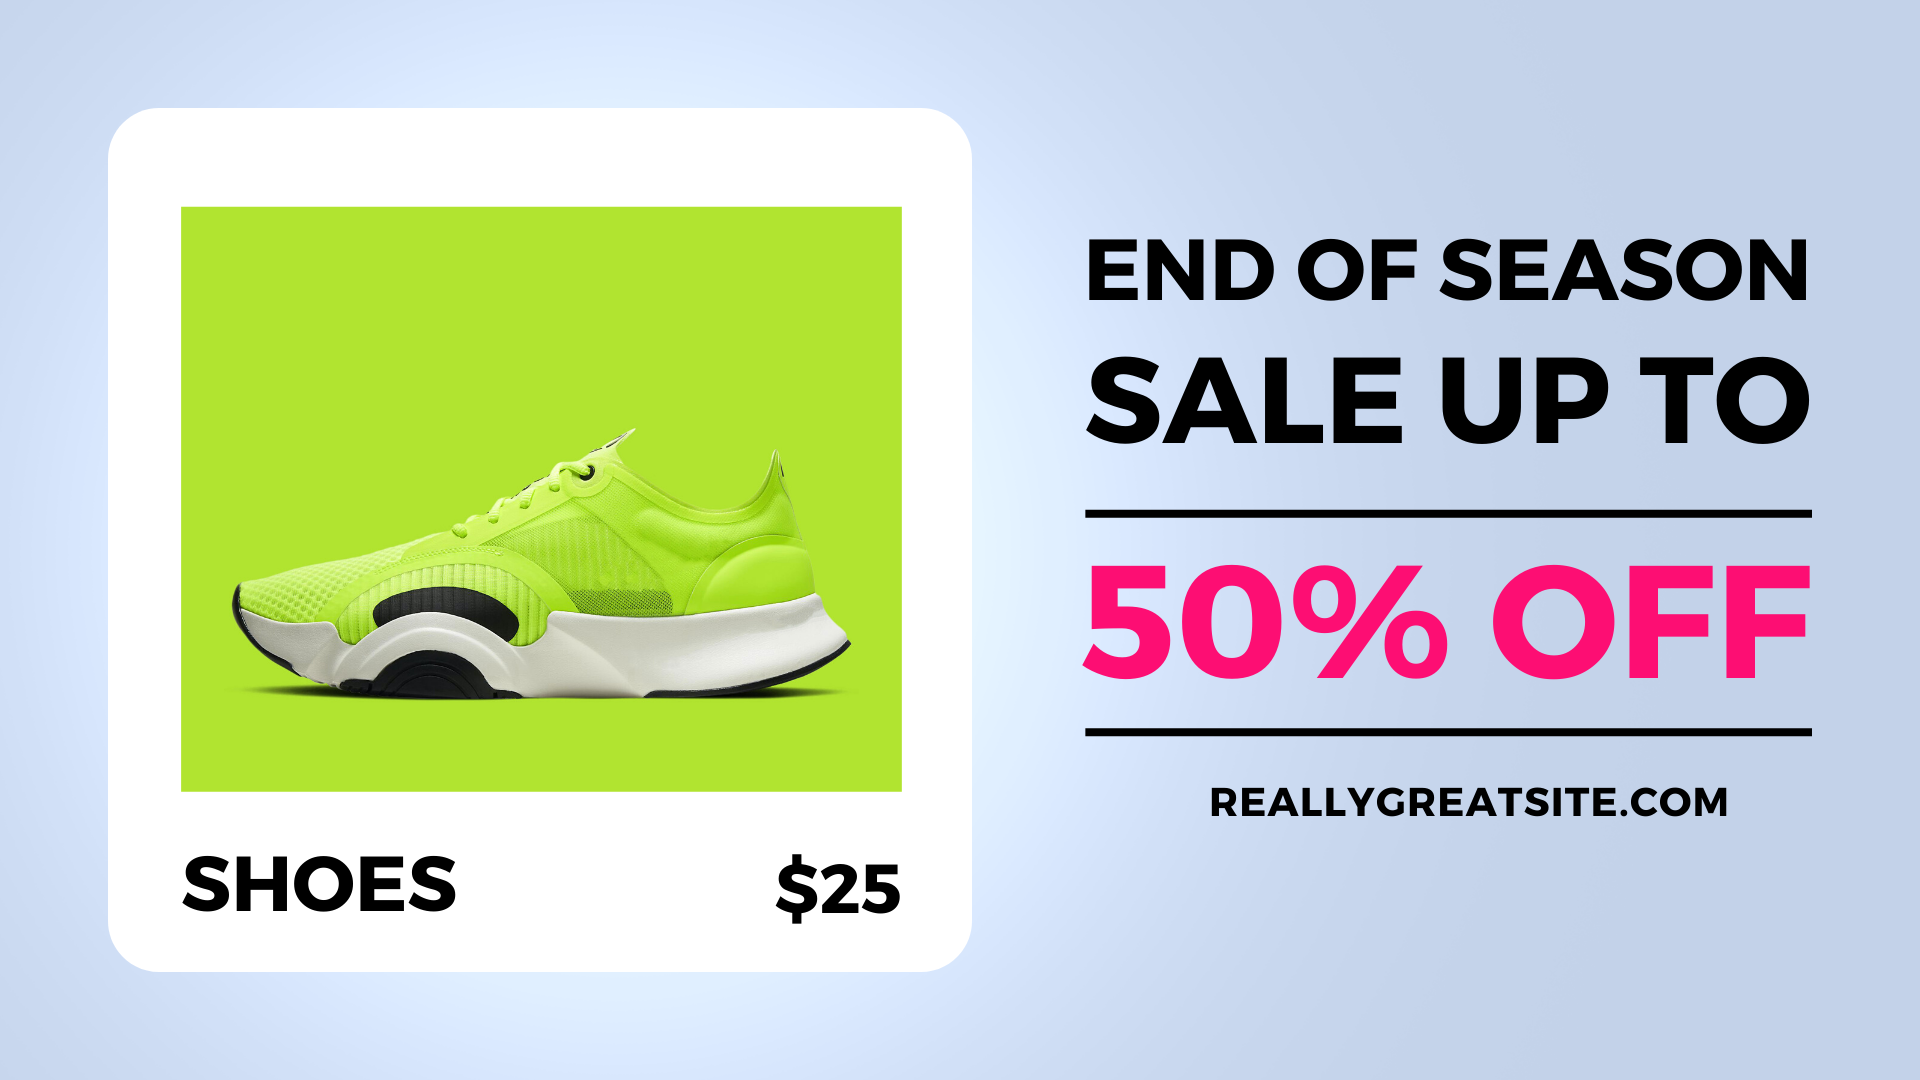 SHOES
$25
END OF SEASON
SALE UP TO
50% OFF
REALLYGREATSITE.COM